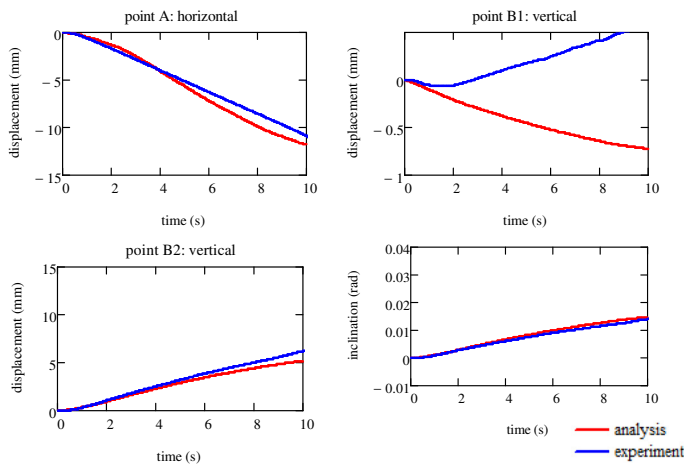 point A: horizontal
0
− 5
− 10
− 15
displacement (mm)
0 2 4 6 8 10
time (s)
point B1: vertical
0
− 0.5
− 1
displacement (mm)
0 2 4 6 8 10
time (s)
point B2: vertical
15
10
5
0
displacement (mm)
0 2 4 6 8 10
time (s)
0.04
0.04
0.02
0.01
0
− 0.01
inclination (rad)
0 2 4 6 8 10
time (s)
analysis
experiment